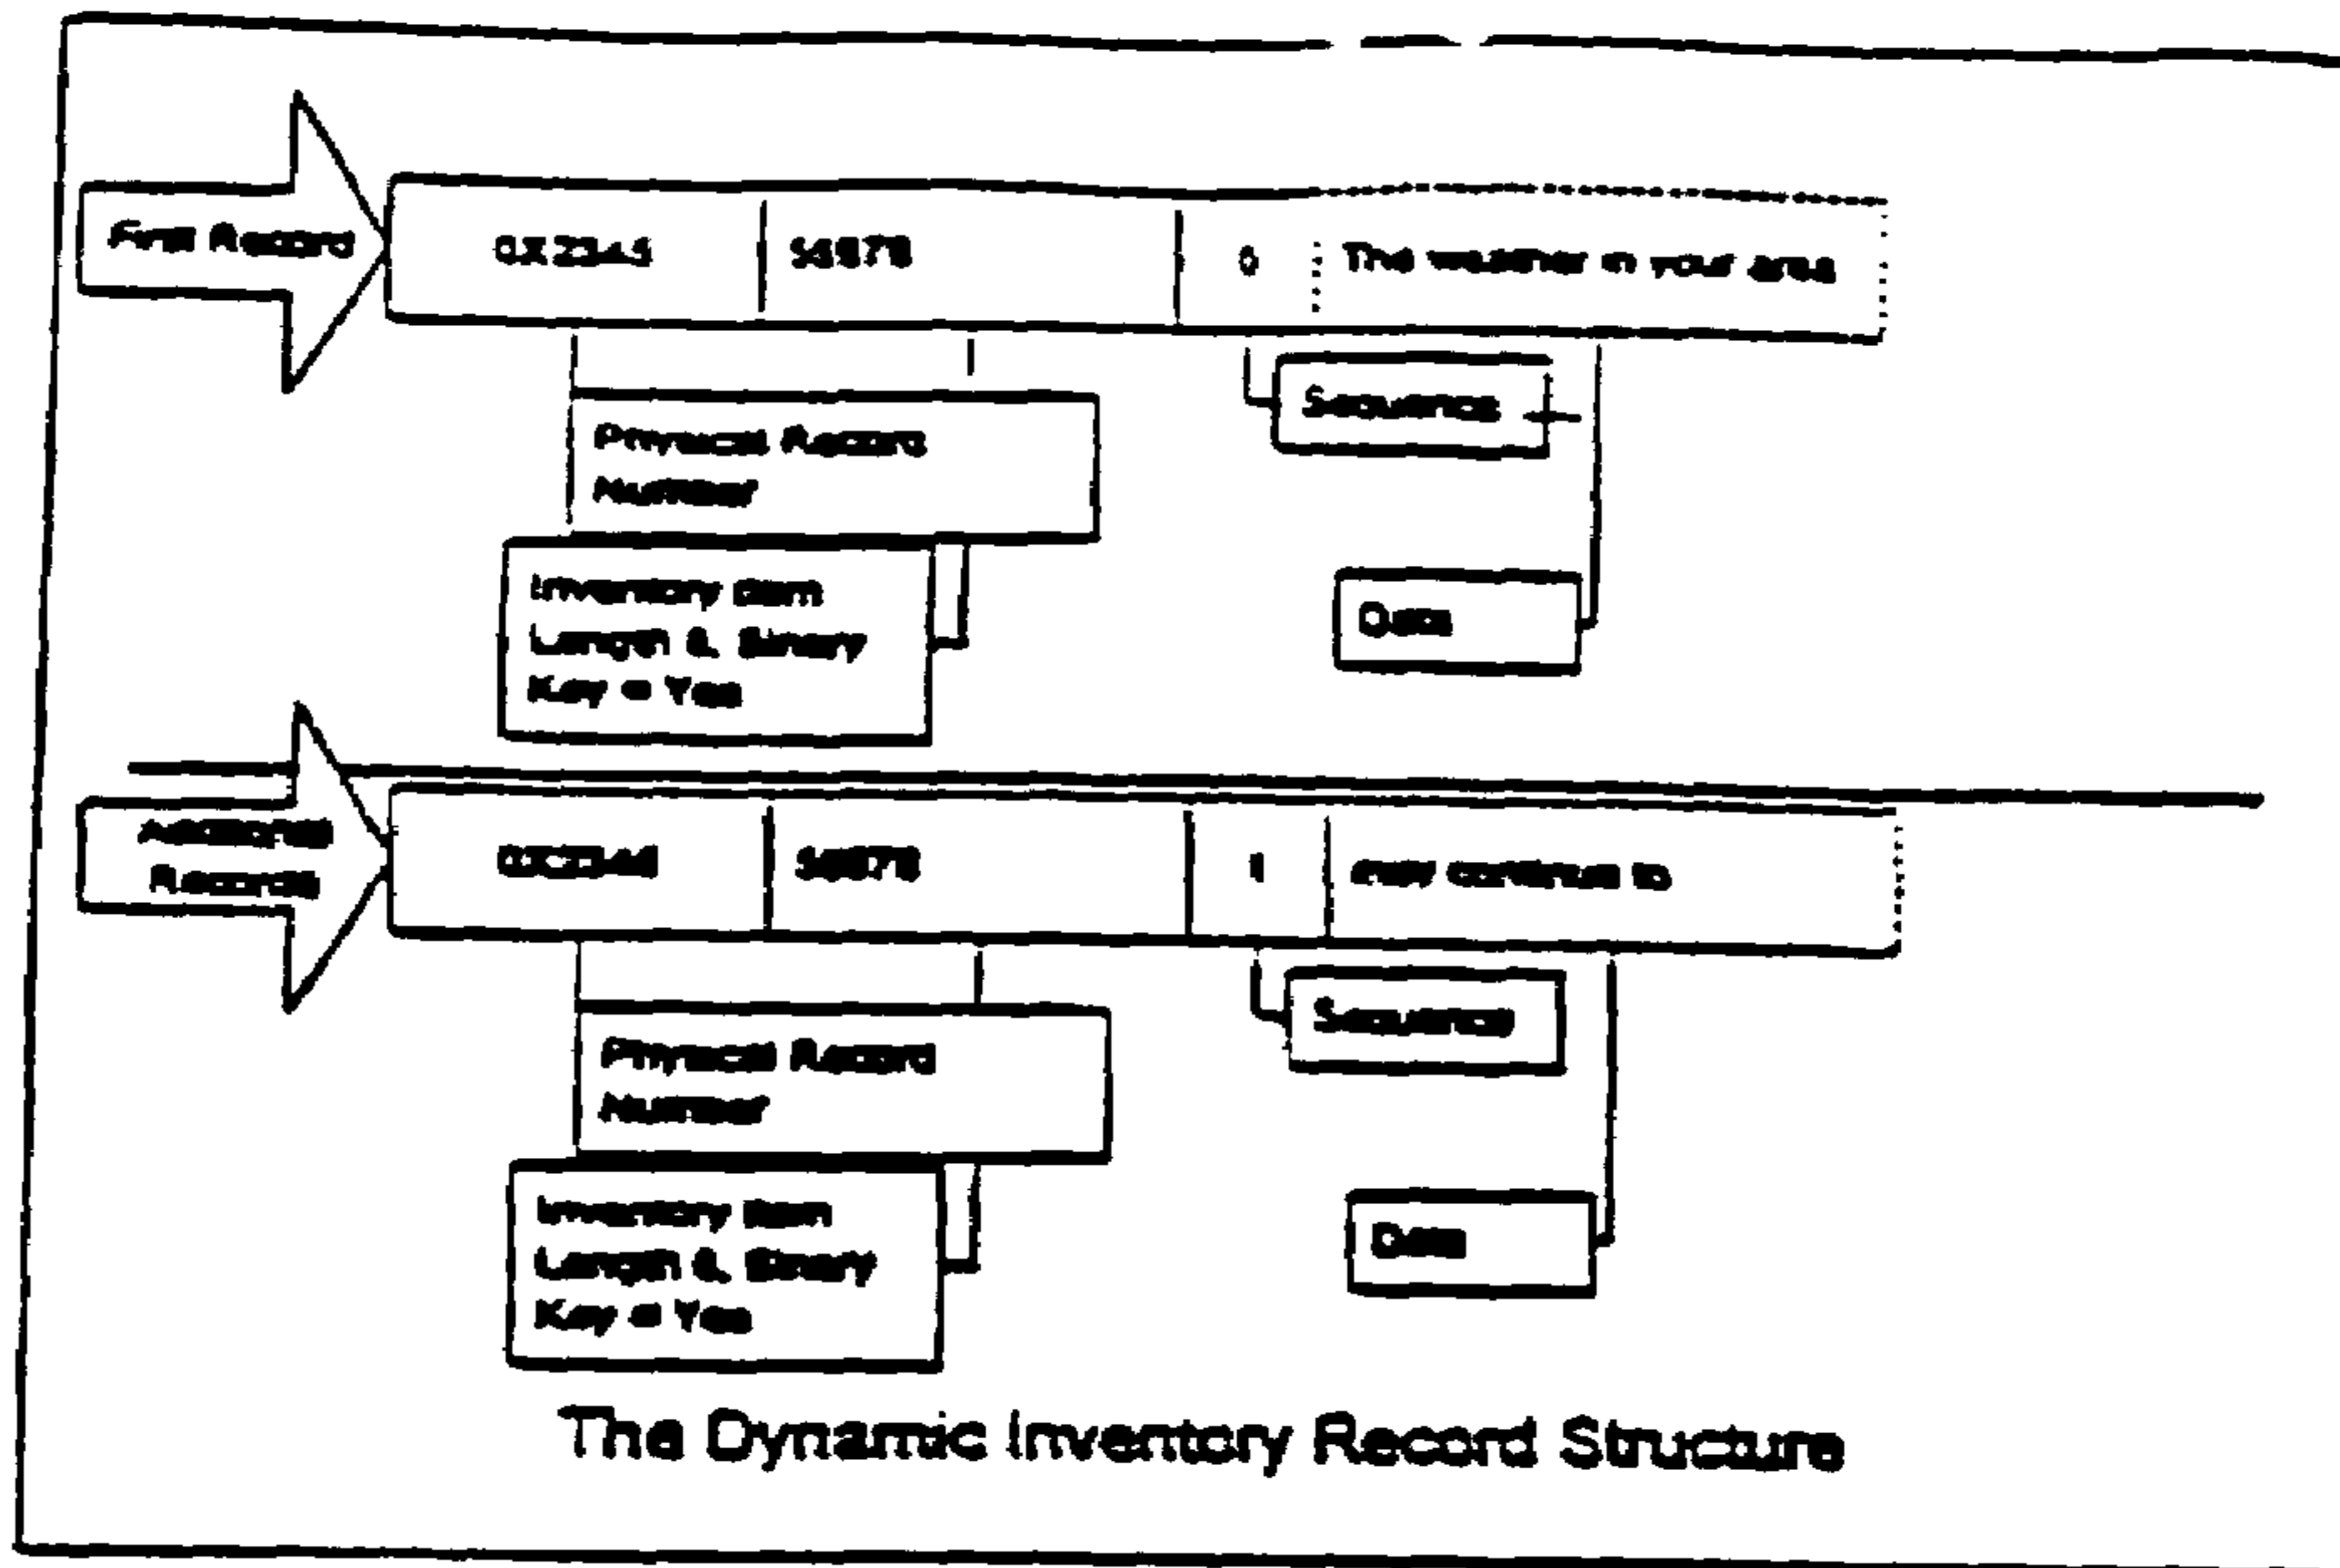 First Record
The weather in your area
0
Sequence
Physical Record
Number
Inventory Item
Length & Binary
Key = Yes
Data
Additional
Records
1
may continue to
Sequence
Physical Record
Number
Inventory Item
Length & Binary
Key = Yes
Data
The Dynamic Inventory Record Structure